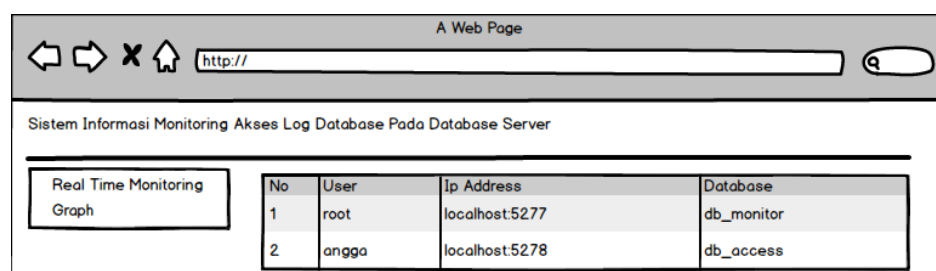 A Web Page
http://
Sistem Informasi Monitoring Akses Log Database Pada Database Server
Real Time Monitoring
Graph
No User Ip Address Database
1 root localhost:5277 db_monitor
2 angga localhost:5278 db_access